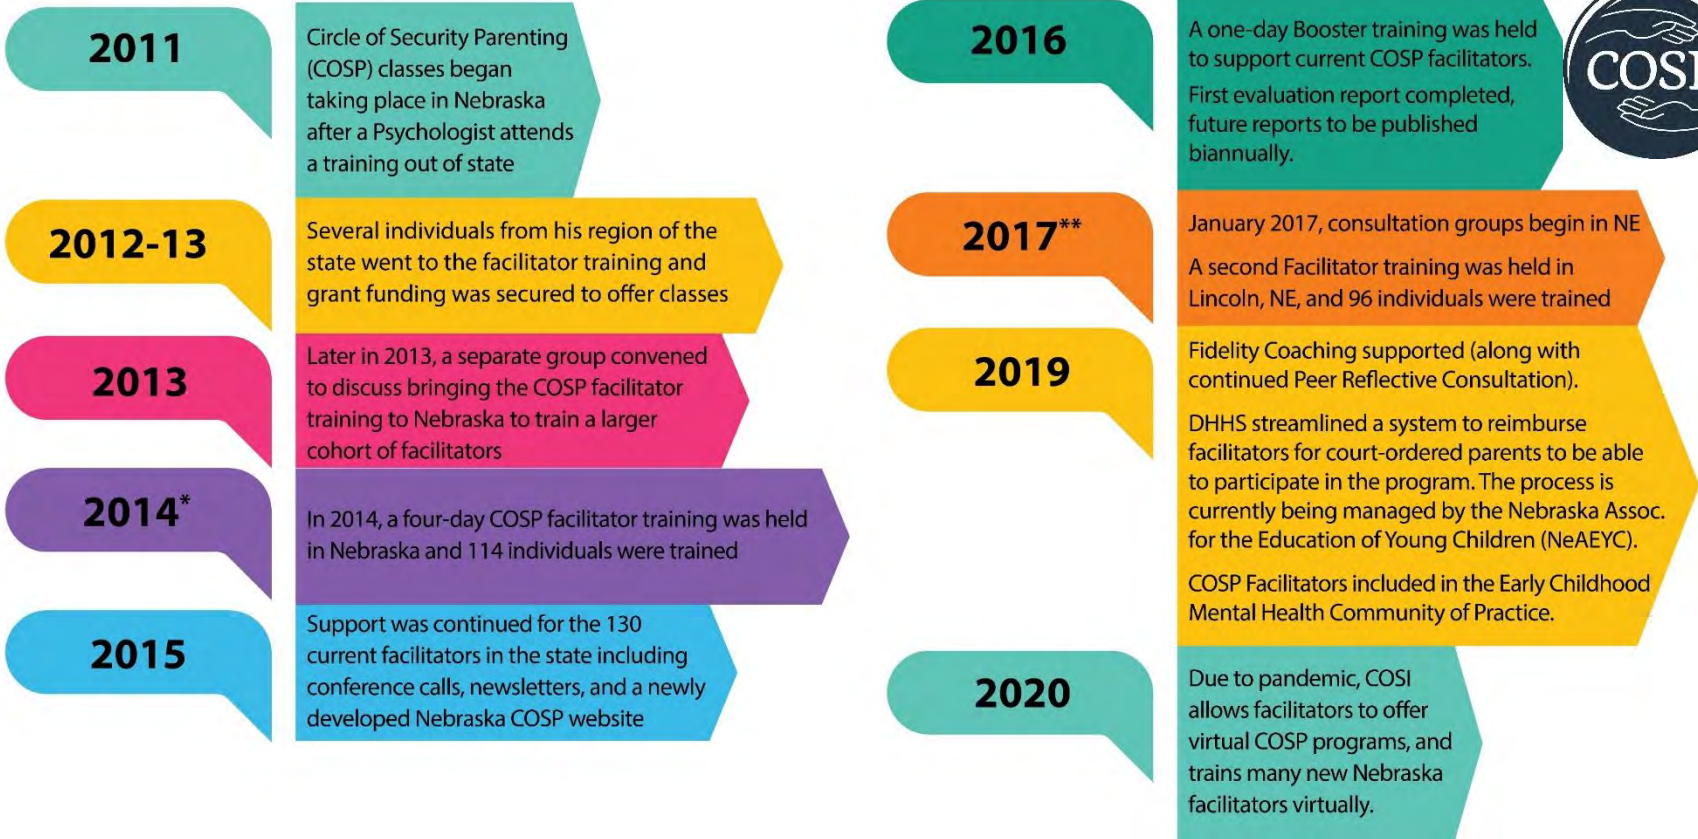 2011
Circle of Security Parenting
(COSP) classes began
taking place in Nebraska
after a Psychologist attends
a training out of state
2012-13
Several individuals from his region of the
state went to the facilitator training and
grant funding was secured to offer classes
2013
Later in 2013, a separate group convened
to discuss bringing the COSP facilitator
training to Nebraska to train a larger
cohort of facilitators
2014*
In 2014, a four-day COSP facilitator training was held
in Nebraska and 114 individuals were trained
2015
Support was continued for the 130
current facilitators in the state including
conference calls, newsletters, and a newly
developed Nebraska COSP website
2016
A one-day Booster training was held
to support current COSP facilitators.
First evaluation report completed,
future reports to be published
biannually.
2017**
January 2017, consultation groups begin in NE
A second Facilitator training was held in
Lincoln, NE, and 96 individuals were trained
2019
Fidelity Coaching supported (along with
continued Peer Reflective Consultation).
DHHS streamlined a system to reimburse
facilitators for court-ordered parents to be able
to participate in the program. The process is
currently being managed by the Nebraska Assoc.
for the Education of Young Children (NeAEYC).
COSP Facilitators included in the Early Childhood
Mental Health Community of Practice.
2020
Due to pandemic, COSI
allows facilitators to offer
virtual COSP programs, and
trains many new Nebraska
facilitators virtually.